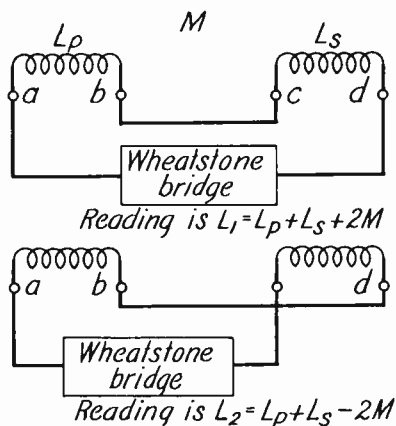 M
Lp Ls
a b c d
Wheatstone
bridge
Reading is L₁=Lp+Ls+2M
a b d
Wheatstone
bridge
Reading is L₂=Lp+Ls-2M